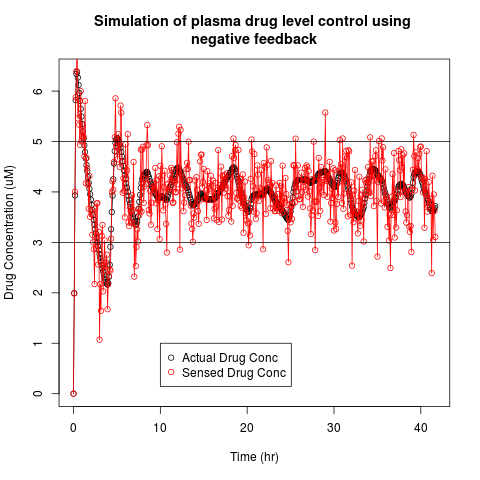 Simulation of plasma drug level control using
negative feedback
Drug Concentration (uM)
6
5
4
3
2
1
0
Actual Drug Conc
Sensed Drug Conc
0 10 20 30 40
Time (hr)